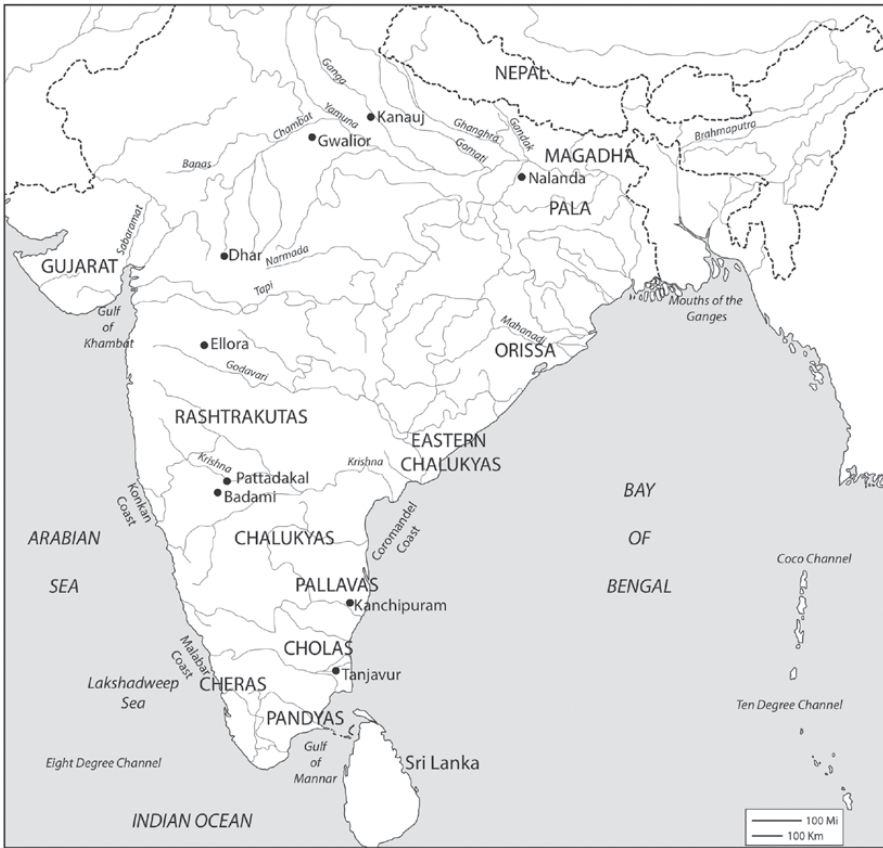 NEPAL
Ganga
Yamuna
Kanauj
Chambat
Gwalior
Ghanghra
Gandak
Gomati
Brahmaputra
Banas
MAGADHA
Nalanda
PALA
Sabaramat
Dhar
Narmada
GUJARAT
Tapi
Mouths of the
Ganges
Gulf
of
Khambat
Mahanadi
Ellora
ORISSA
Godavari
RASHTRAKUTAS
EASTERN
CHALUKYAS
Krishna
Krishna
Pattadakal
Badami
Konkan
Coast
BAY
OF
BENGAL
ARABIAN
SEA
CHALUKYAS
Coromandel
Coast
Coco Channel
PALLAVAS
Kanchipuram
CHOLAS
Malabar
Coast
Tanjavur
Lakshadweep
Sea
CHERAS
PANDYAS
Ten Degree Channel
Gulf
of
Mannar
Sri Lanka
Eight Degree Channel
INDIAN OCEAN
100 Mi
100 Km